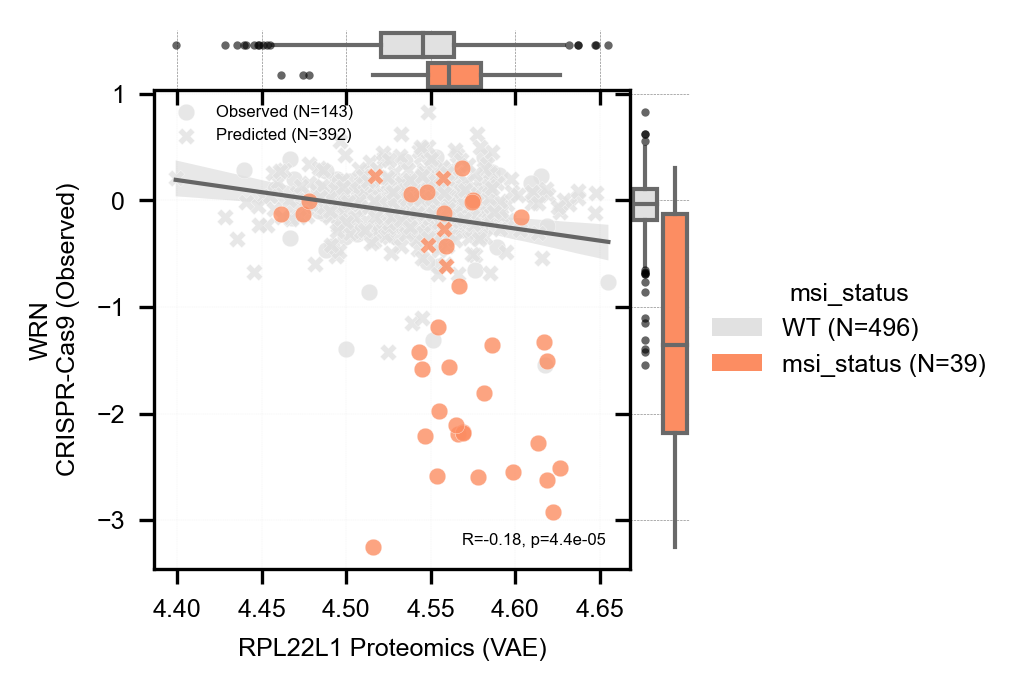 Observed (N=143)
Predicted (N=392)
1
0
−1
−2
−3
WRN
CRISPR-Cas9 (Observed)
R=-0.18, p=4.4e-05
4.40 4.45 4.50 4.55 4.60 4.65
RPL22L1 Proteomics (VAE)
msi_status
WT (N=496)
msi_status (N=39)